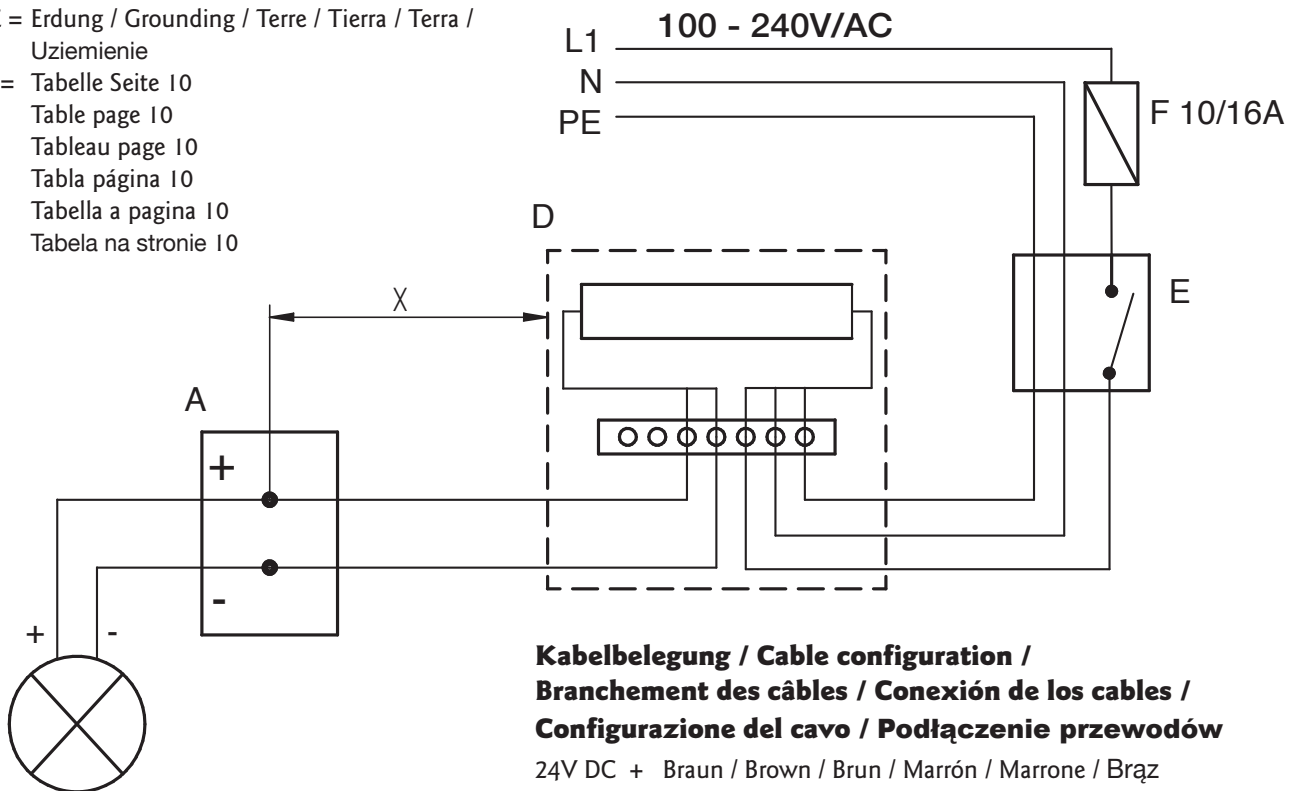 = Erdung / Grounding / Terre / Tierra / Terra /
Uziemienie
= Tabelle Seite 10
Table page 10
Tableau page 10
Tabla página 10
Tabella a pagina 10
Tabela na stronie 10
100 - 240V/AC
L1
N
PE
F 10/16A
D
E
X
A
+
-
+ -
Kabelbelegung / Cable configuration /
Branchement des câbles / Conexión de los cables /
Configurazione del cavo / Podłączenie przewodów
24V DC + Braun / Brown / Brun / Marrón / Marrone / Brąz